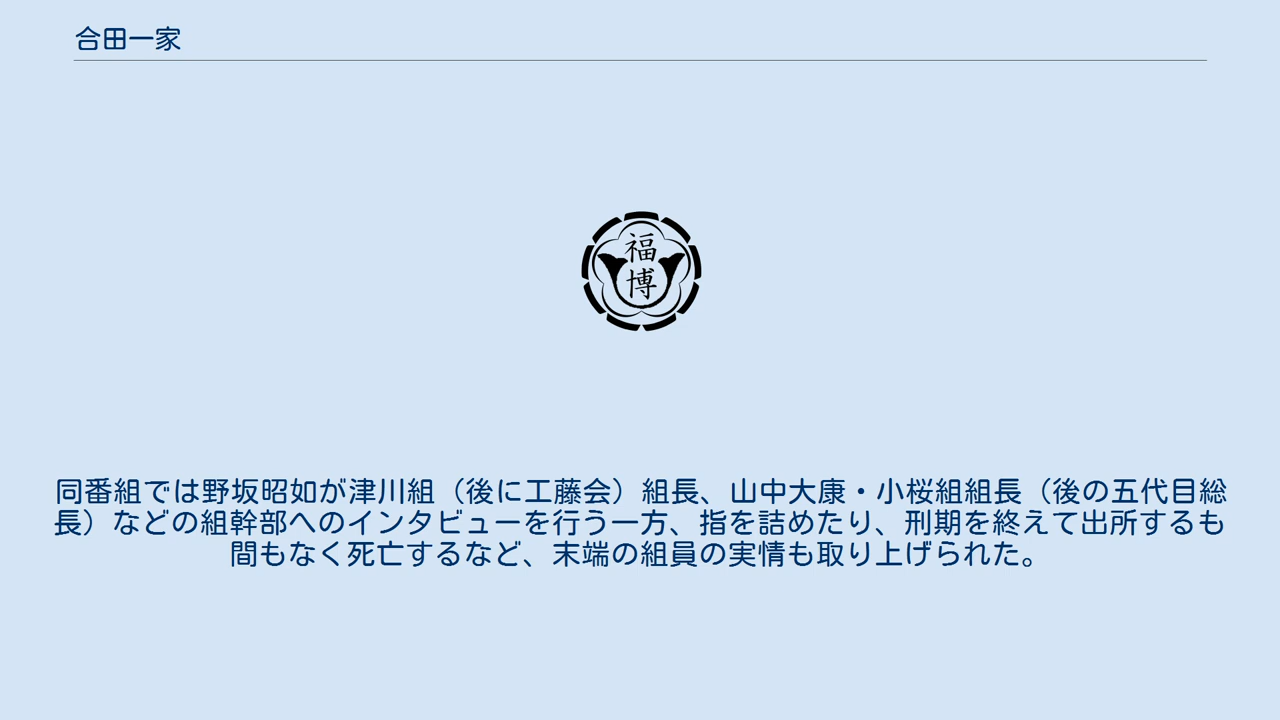 合田一家
福
博
同番組では野坂昭如が津川組（後に工藤会）組長、山中大康・小桜組組長（後の五代目総
長）などの組幹部へのインタビューを行う一方、指を詰めたり、刑期を終えて出所するも
間もなく死亡するなど、末端の組員の実情も取り上げられた。